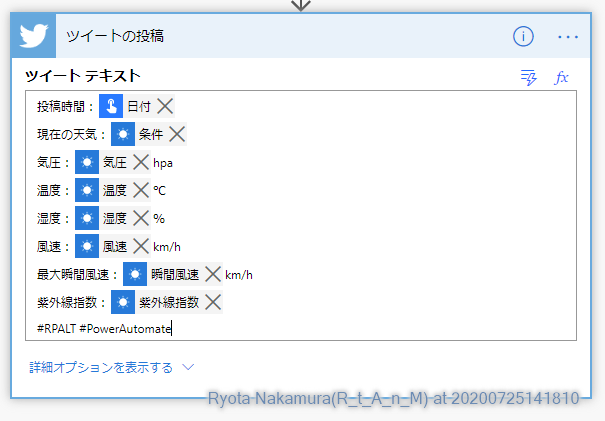 ツイートの投稿
ツイート テキスト
fx
投稿時間： 日付
現在の天気： 条件
気圧： 気圧 hpa
温度： 温度 ℃
湿度： 湿度 %
風速： 風速 km/h
最大瞬間風速： 瞬間風速 km/h
紫外線指数： 紫外線指数
#RPALT #PowerAutomate
詳細オプションを表示する
Ryota Nakamura(R_t_A_n_M) at 20200725141810